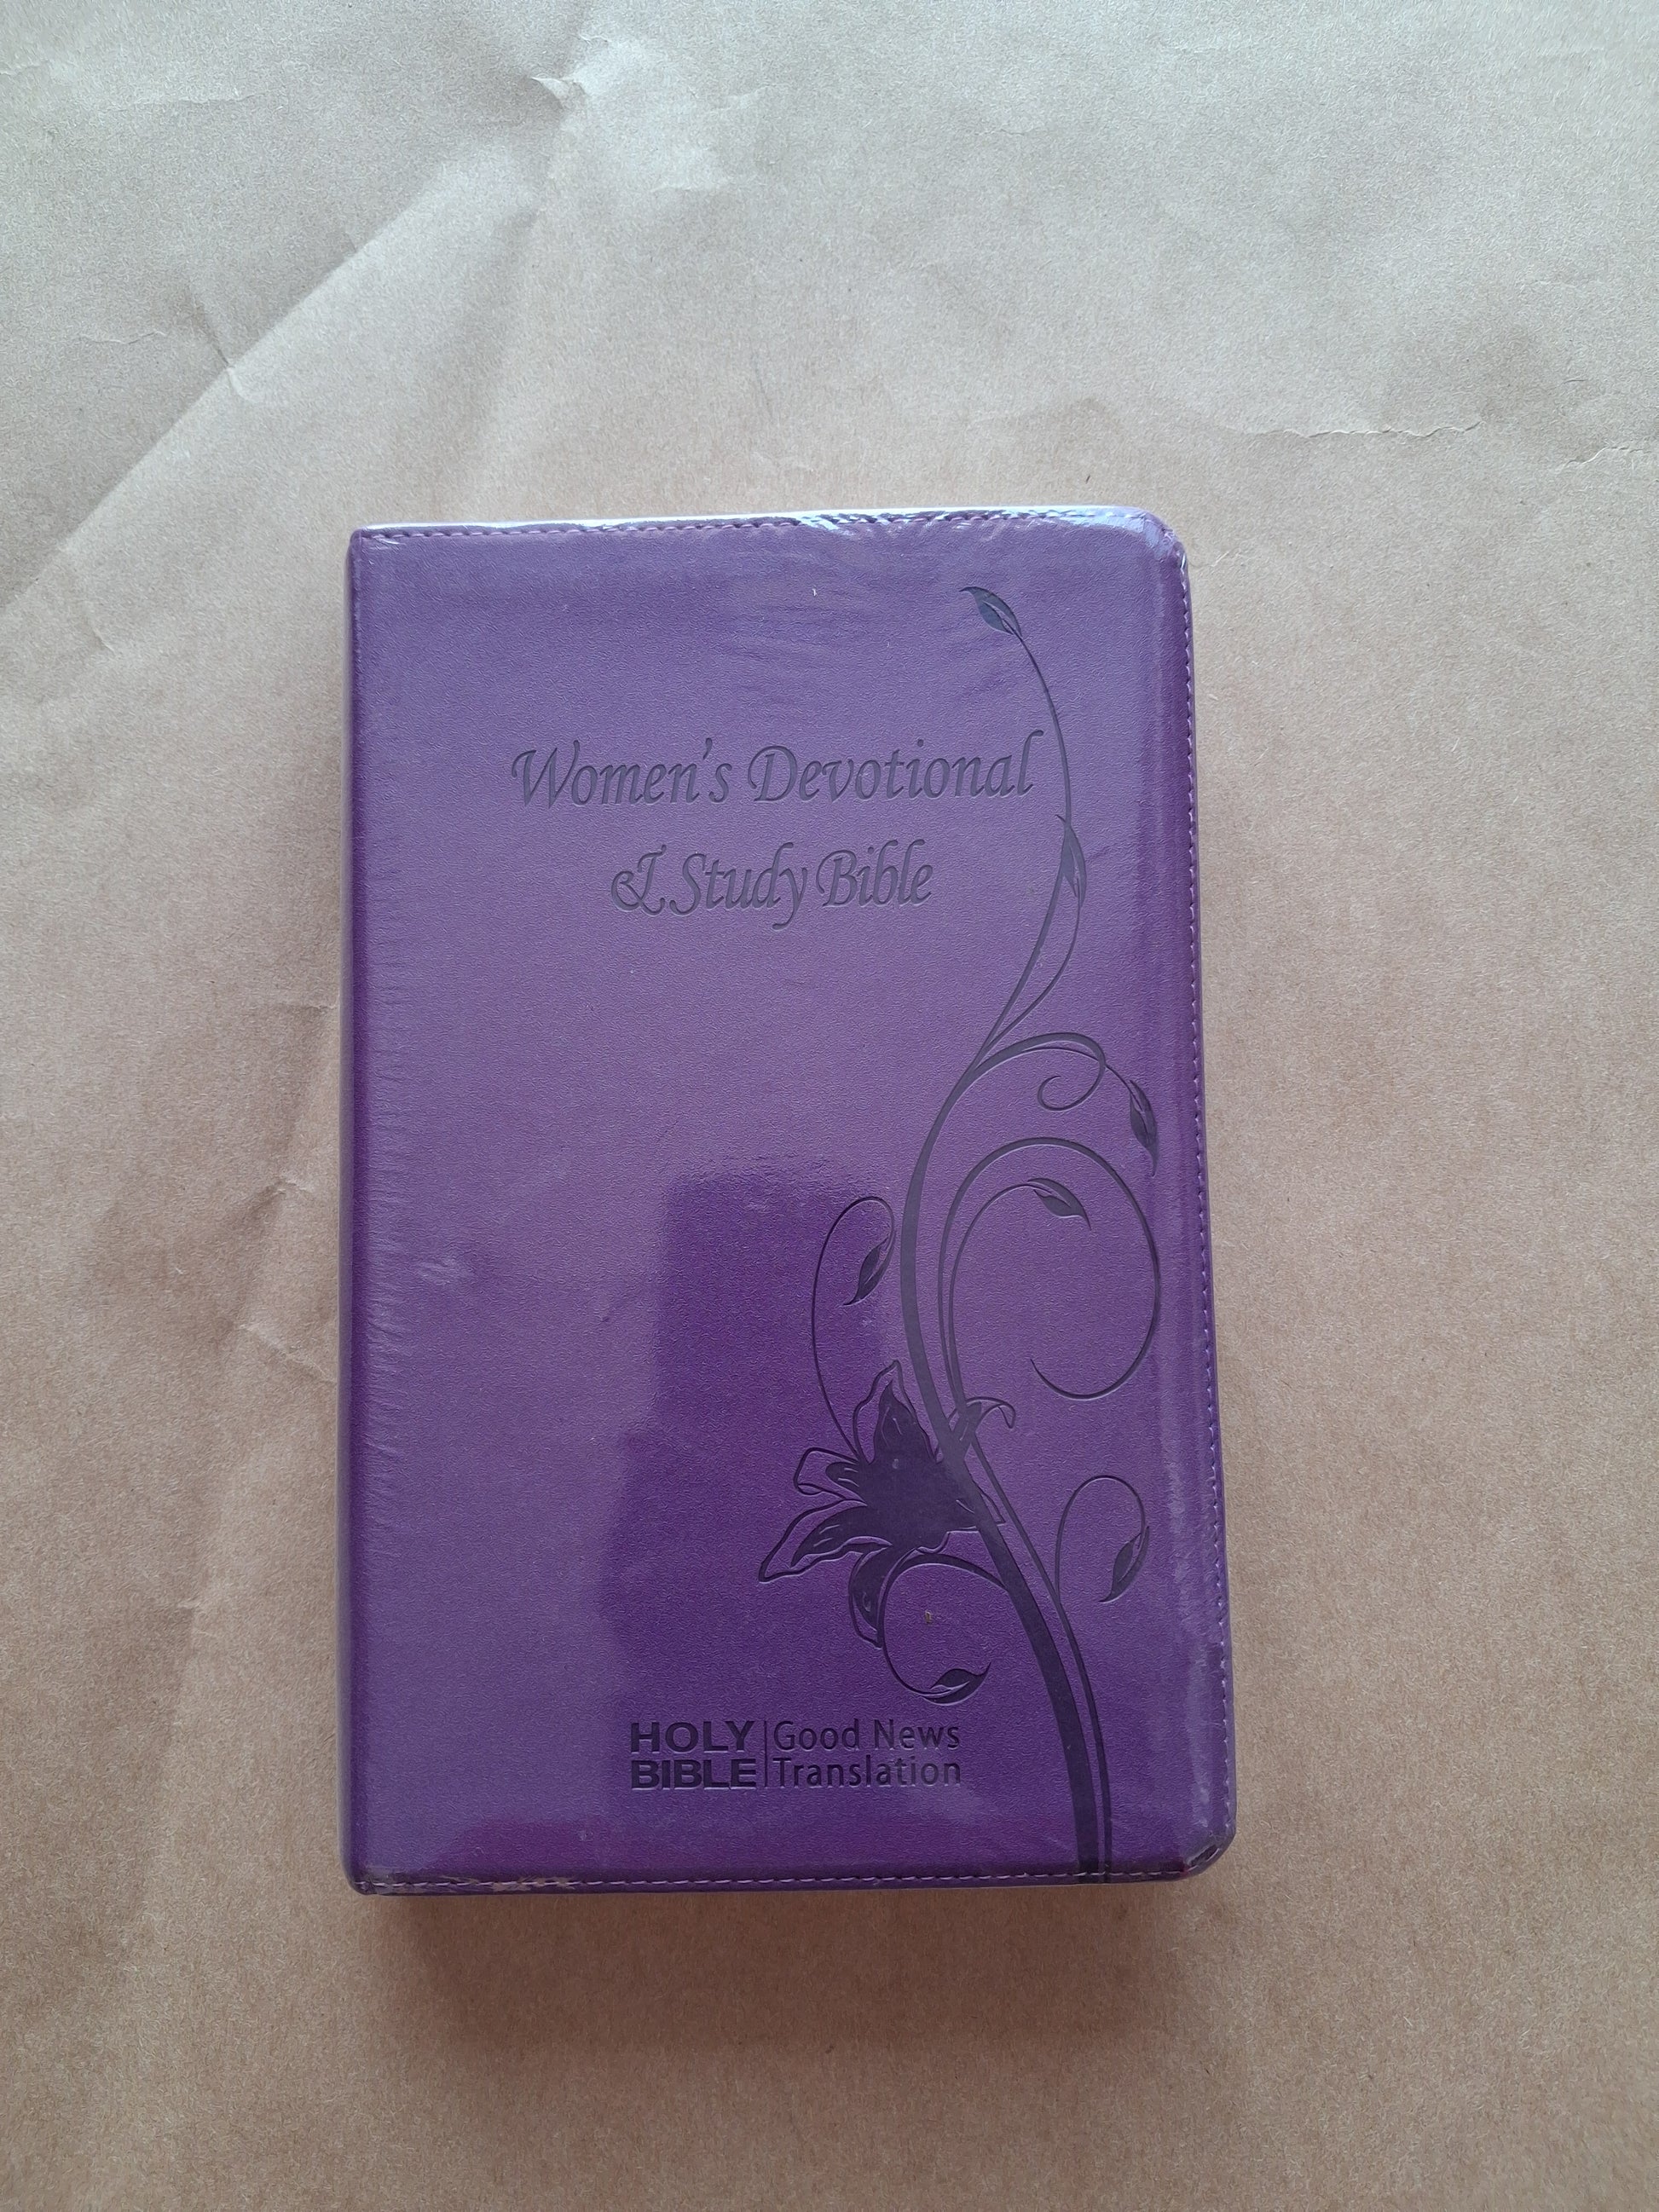 Women's Devotional
& Study Bible
HOLY BIBLE | Good News Translation